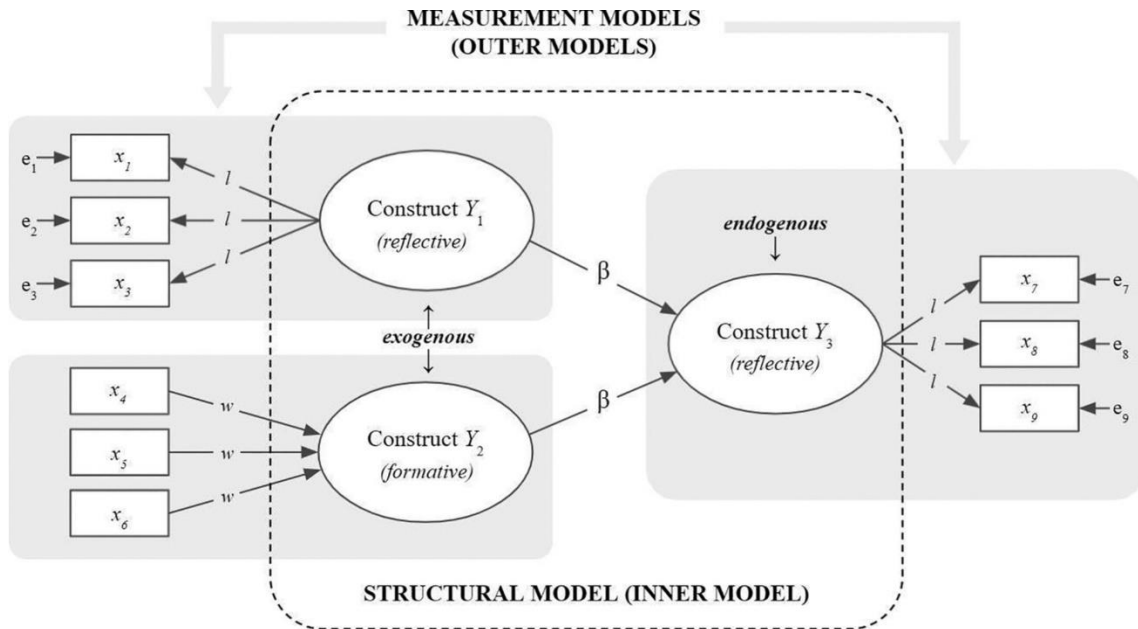 MEASUREMENT MODELS
(OUTER MODELS)
e₁
x₁
l
e₂
x₂
l
e₃
x₃
l
Construct Y₁
(reflective)
exogenous
x₄
w
x₅
w
x₆
w
Construct Y₂
(formative)
β
β
endogenous
Construct Y₃
(reflective)
l
x₇
e₇
l
x₈
e₈
l
x₉
e₉
STRUCTURAL MODEL (INNER MODEL)